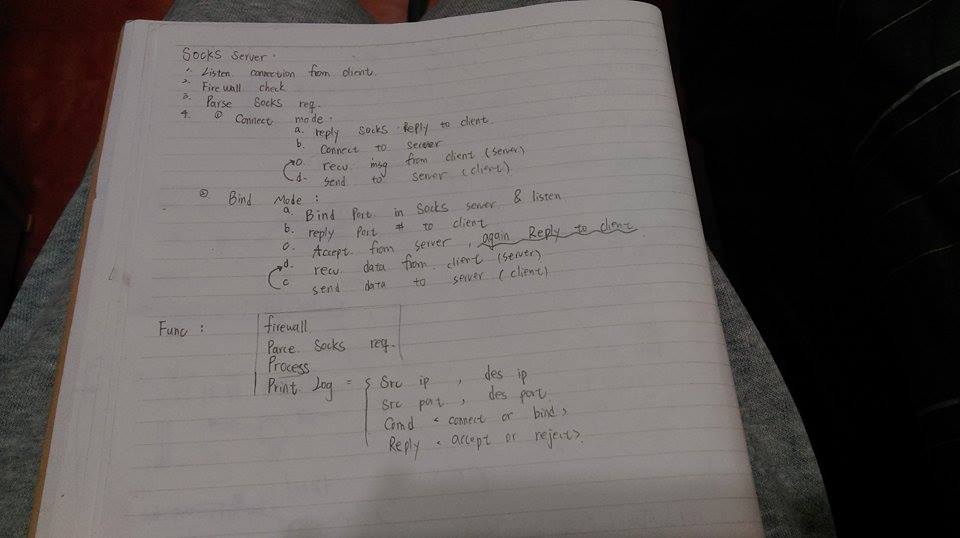 Socks Server.
1. Listen connection from client.
2. Firewall check
3. Parse Socks req.
4. ① Connect mode:
a. reply Socks Reply to client.
b. Connect to server
c. recv msg from client (server)
d. send to server (client)
② Bind Mode:
a. Bind Port in Socks server & listen
b. reply Port # to client
c. Accept from server, again Reply to client
d. recv data from client (server)
c send data to server (client)
Func: firewall
Parce Socks req.
Process
Print Log = { Src ip, des ip
Src port, des port
Comd < connect or bind >
Reply < accept or reject >.